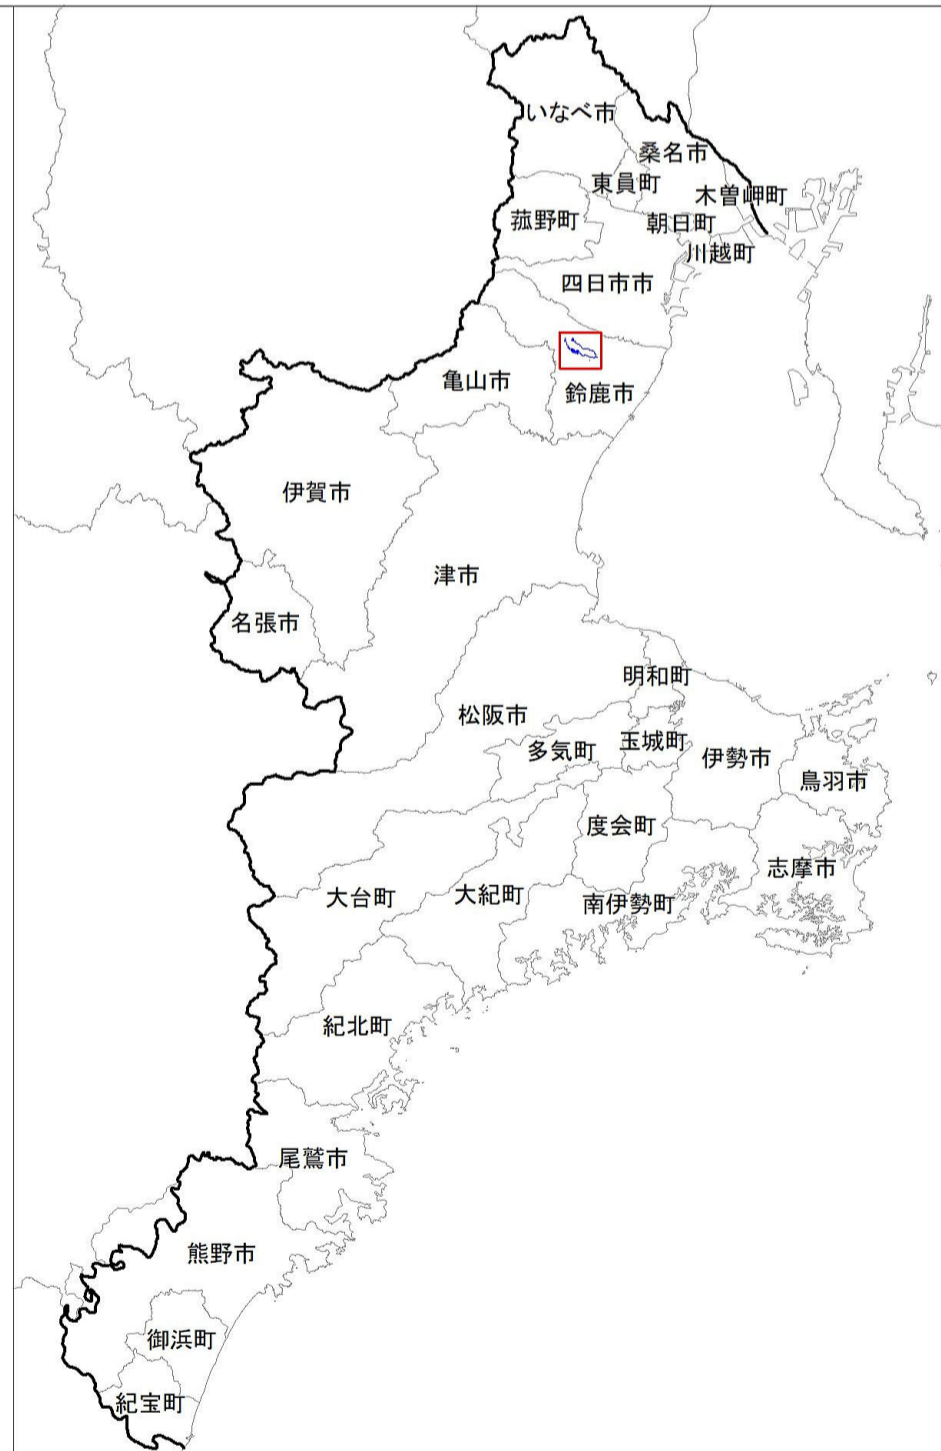 いなべ市
桑名市
東員町
木曽岬町
菰野町
朝日町
川越町
四日市市
亀山市
鈴鹿市
伊賀市
津市
名張市
明和町
松阪市
多気町
玉城町
伊勢市
鳥羽市
度会町
志摩市
大台町
大紀町
南伊勢町
紀北町
尾鷲市
熊野市
御浜町
紀宝町